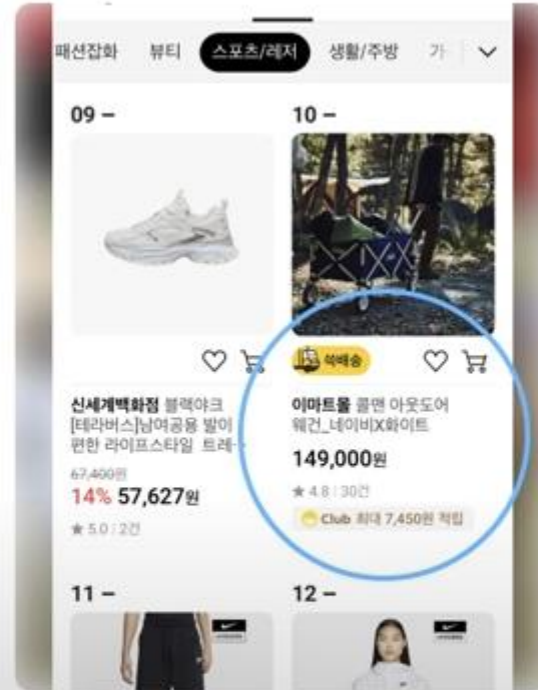 패션잡화 뷰티 스포츠/레저 생활/주방 가
09 –
10 –
쓱배송
신세계백화점 블랙야크
[테라버스]남여공용 발이
편한 라이프스타일 트레…
67,400원
14% 57,627원
★ 5.0 | 2건
이마트몰 콜맨 아웃도어
웨건_네이비X화이트
149,000원
★ 4.8 | 30건
Club 최대 7,450원 적립
11 –
12 –